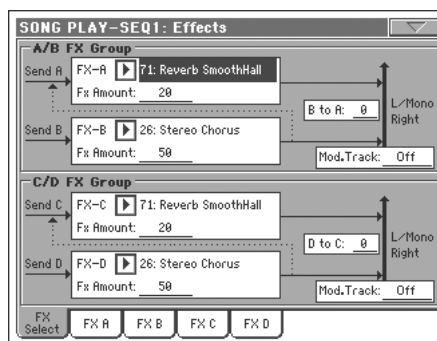 SONG PLAY-SEQ1: Effects
A/B FX Group
Send A
FX-A 71: Reverb SmoothHall
Fx Amount: 20
B to A: 0
L/Mono
Right
Send B
FX-B 26: Stereo Chorus
Fx Amount: 50
Mod.Track: Off
C/D FX Group
Send C
FX-C 71: Reverb SmoothHall
Fx Amount: 20
D to C: 0
L/Mono
Right
Send D
FX-D 26: Stereo Chorus
Fx Amount: 50
Mod.Track: Off
FX Select
FX A
FX B
FX C
FX D